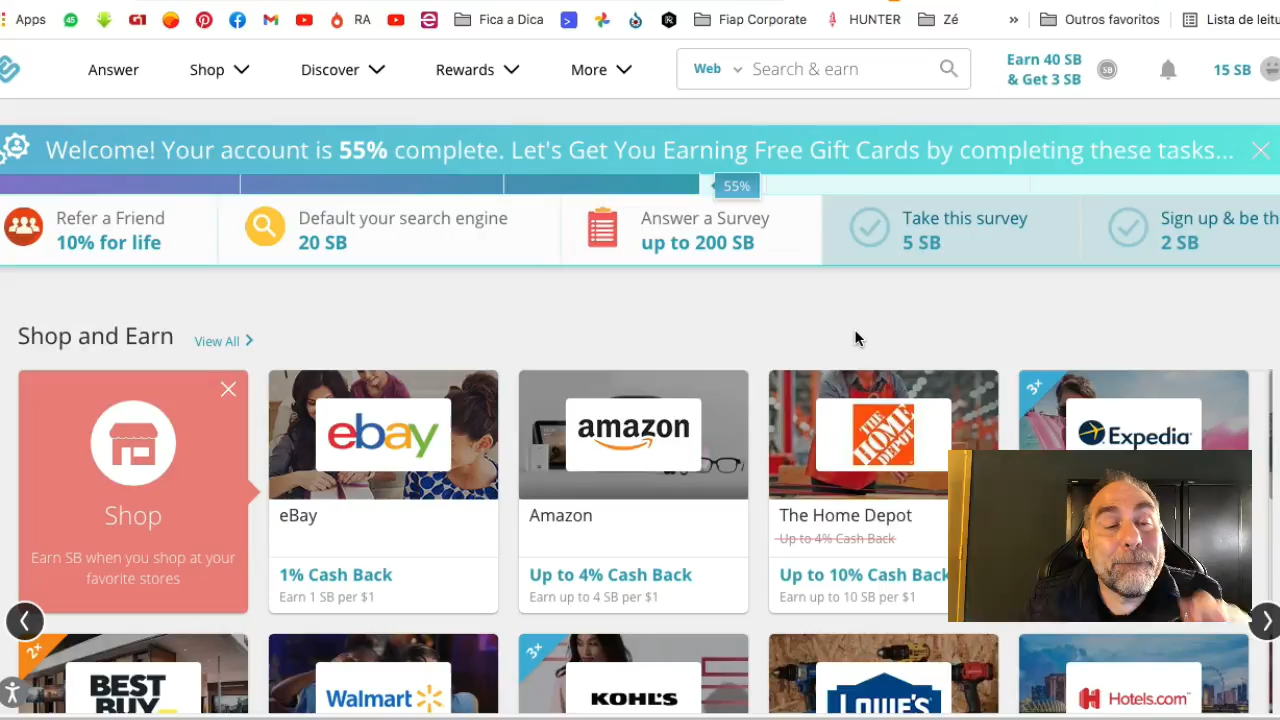 Apps
45
G1
RA
Fica a Dica
Fiap Corporate
HUNTER
Zé
»
Outros favoritos
Lista de leitu
Answer
Shop
Discover
Rewards
More
Web
Search & earn
Earn 40 SB
& Get 3 SB
SB
15 SB
Welcome! Your account is 55% complete. Let's Get You Earning Free Gift Cards by completing these tasks...
55%
Refer a Friend
10% for life
Default your search engine
20 SB
Answer a Survey
up to 200 SB
Take this survey
5 SB
Sign up & be th
2 SB
Shop and Earn
View All
Shop
Earn SB when you shop at your
favorite stores
ebay
eBay
1% Cash Back
Earn 1 SB per $1
amazon
Amazon
Up to 4% Cash Back
Earn up to 4 SB per $1
THE HOME DEPOT
The Home Depot
Up to 4% Cash Back
Up to 10% Cash Back
Earn up to 10 SB per $1
3×
Expedia
2×
BEST
BUY
Walmart
3×
KOHL'S
LOWE'S
Hotels.com